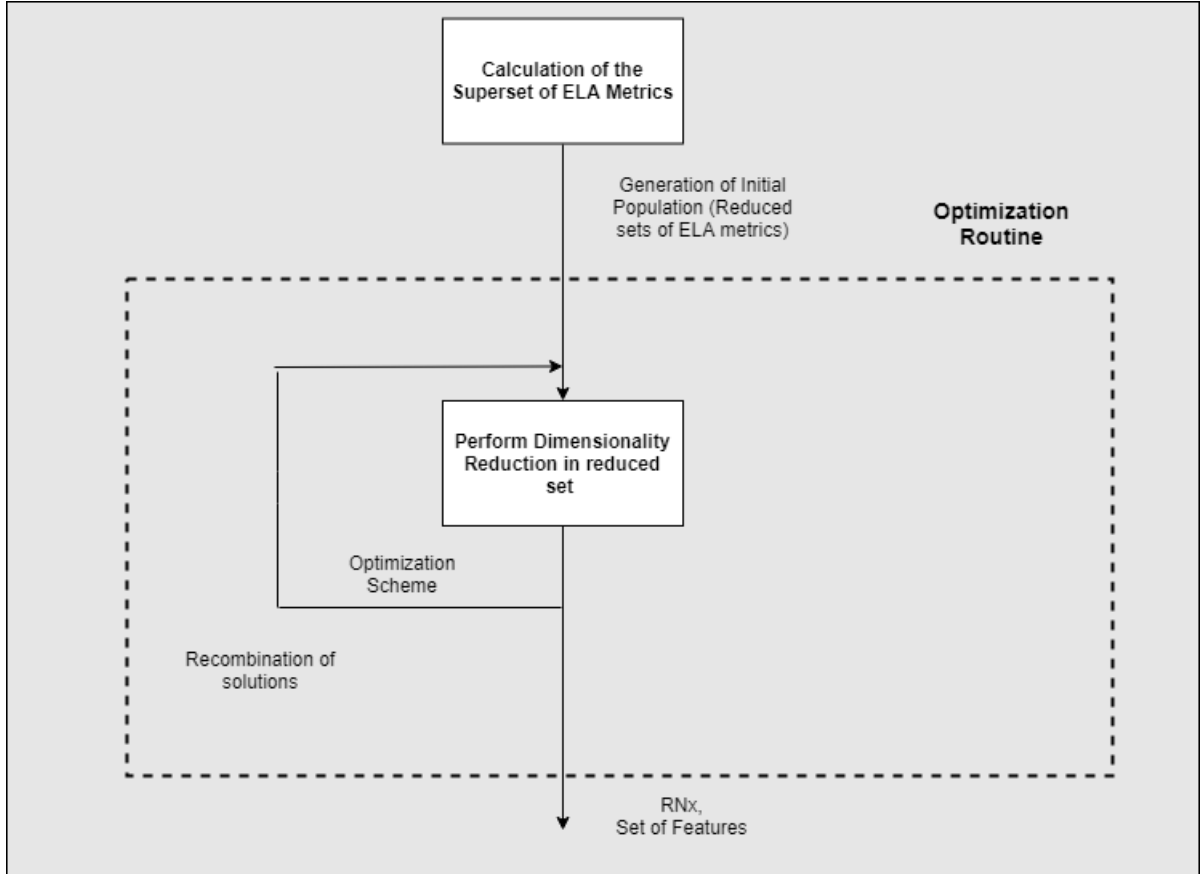 Calculation of the
Superset of ELA Metrics
Generation of Initial
Population (Reduced
sets of ELA metrics)
Optimization
Routine
Perform Dimensionality
Reduction in reduced
set
Optimization
Scheme
Recombination of
solutions
RNx,
Set of Features